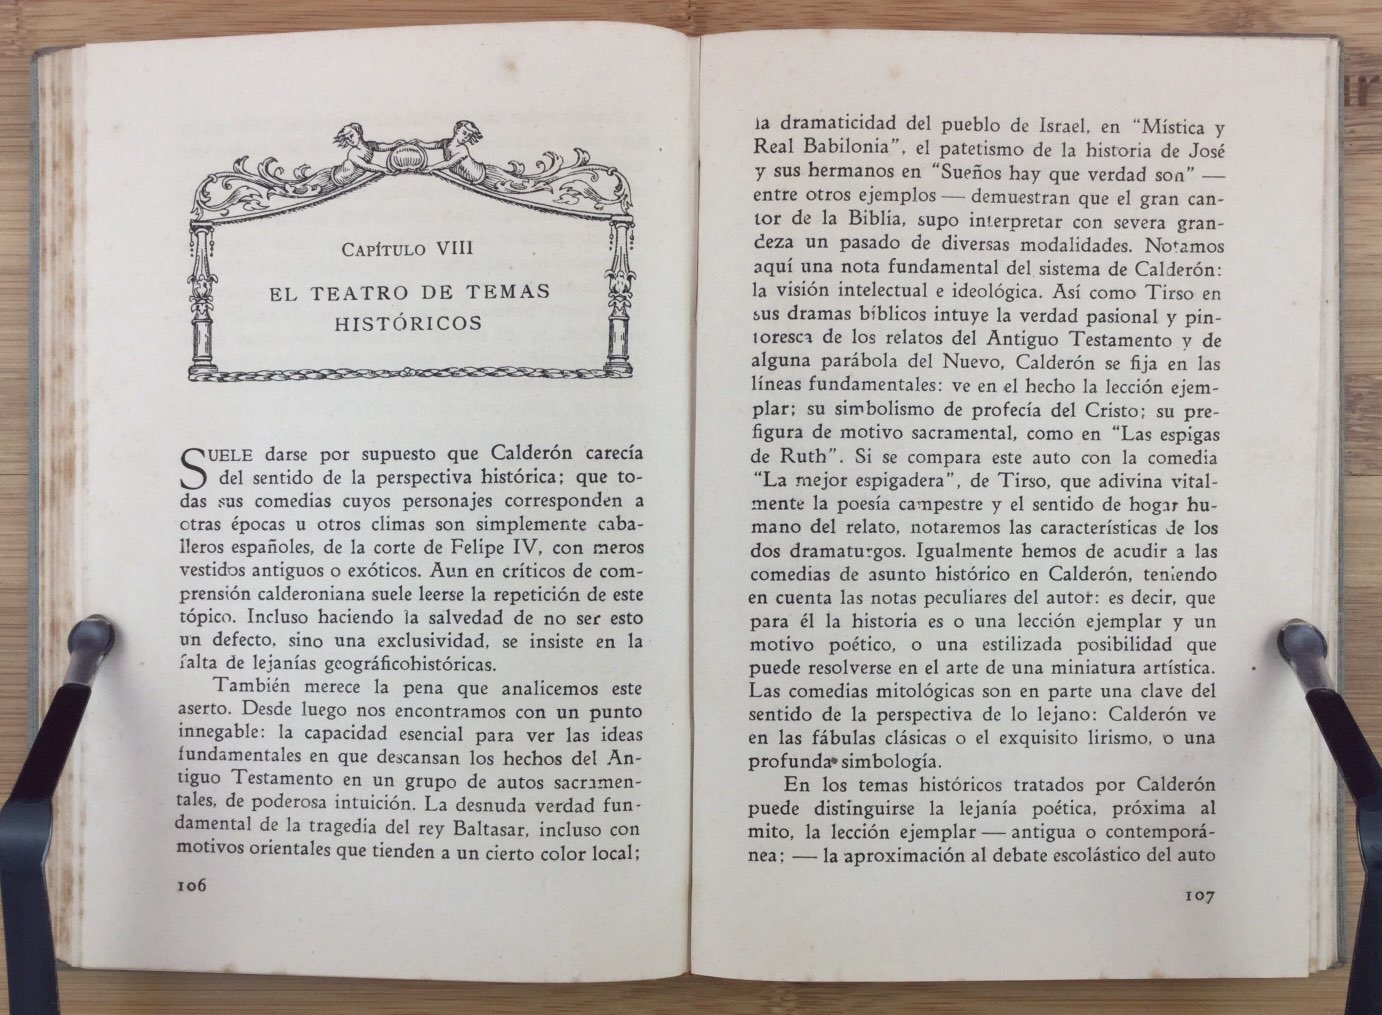 CAPÍTULO VIII
EL TEATRO DE TEMAS
HISTÓRICOS
SUELE darse por supuesto que Calderón carecía
del sentido de la perspectiva histórica; que to-
das sus comedias cuyos personajes corresponden a
otras épocas u otros climas son simplemente caba-
lleros españoles, de la corte de Felipe IV, con meros
vestidos antiguos o exóticos. Aun en críticos de com-
prensión calderoniana suele leerse la repetición de este
tópico. Incluso haciendo la salvedad de no ser esto
un defecto, sino una exclusividad, se insiste en la
falta de lejanías geográficohistóricas.
También merece la pena que analicemos este
aserto. Desde luego nos encontramos con un punto
innegable: la capacidad esencial para ver las ideas
fundamentales en que descansan los hechos del An-
tiguo Testamento en un grupo de autos sacramen-
tales, de poderosa intuición. La desnuda verdad fun-
damental de la tragedia del rey Baltasar, incluso con
motivos orientales que tienden a un cierto color local;
106
la dramaticidad del pueblo de Israel, en "Mística y
Real Babilonia", el patetismo de la historia de José
y sus hermanos en "Sueños hay que verdad son" —
entre otros ejemplos — demuestran que el gran can-
tor de la Biblia, supo interpretar con severa gran-
deza un pasado de diversas modalidades. Notamos
aquí una nota fundamental del sistema de Calderón:
la visión intelectual e ideológica. Así como Tirso en
sus dramas bíblicos intuye la verdad pasional y pin-
toresca de los relatos del Antiguo Testamento y de
alguna parábola del Nuevo, Calderón se fija en las
líneas fundamentales: ve en el hecho la lección ejem-
plar; su simbolismo de profecía del Cristo; su pre-
figura de motivo sacramental, como en "Las espigas
de Ruth". Si se compara este auto con la comedia
"La mejor espigadera", de Tirso, que adivina vital-
mente la poesía campestre y el sentido de hogar hu-
mano del relato, notaremos las características de los
dos dramaturgos. Igualmente hemos de acudir a las
comedias de asunto histórico en Calderón, teniendo
en cuenta las notas peculiares del autor: es decir, que
para él la historia es o una lección ejemplar y un
motivo poético, o una estilizada posibilidad que
puede resolverse en el arte de una miniatura artística.
Las comedias mitológicas son en parte una clave del
sentido de la perspectiva de lo lejano: Calderón ve
en las fábulas clásicas o el exquisito lirismo, o una
profunda simbología.
En los temas históricos tratados por Calderón
puede distinguirse la lejanía poética, próxima al
mito, la lección ejemplar — antigua o contemporá-
nea; — la aproximación al debate escolástico del auto
107